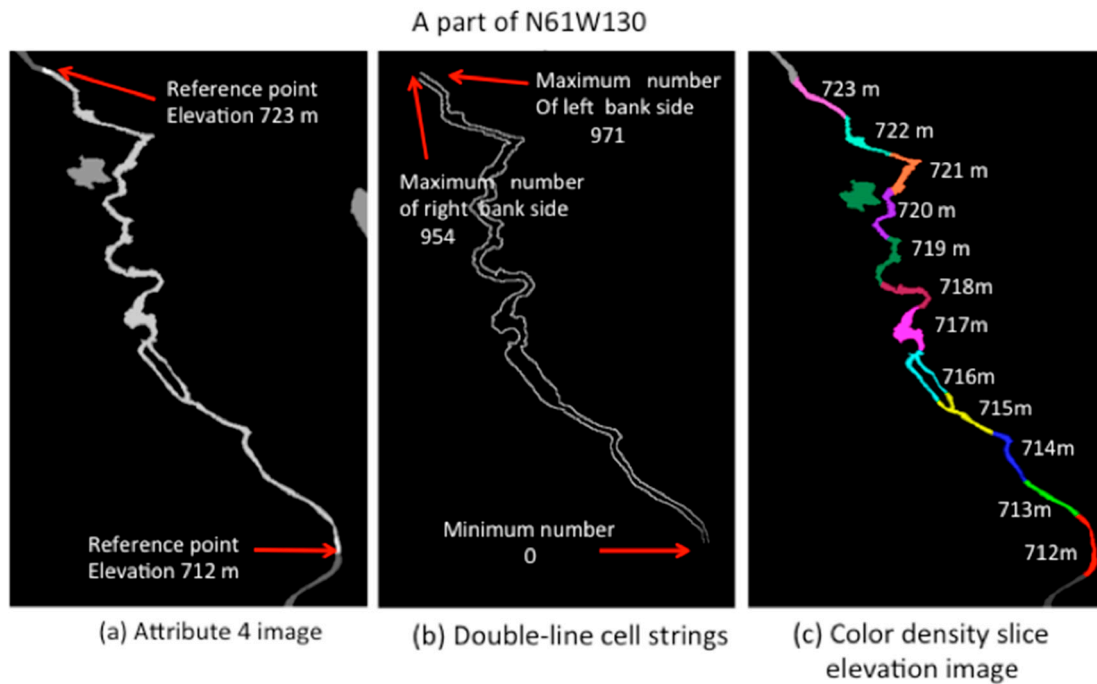 A part of N61W130
Reference point
Elevation 723 m
Reference point
Elevation 712 m
(a) Attribute 4 image
Maximum number
Of left bank side
971
Maximum number
of right bank side
954
Minimum number
0
(b) Double-line cell strings
723 m
722 m
721 m
720 m
719 m
718m
717m
716m
715m
714m
713m
712m
(c) Color density slice
elevation image